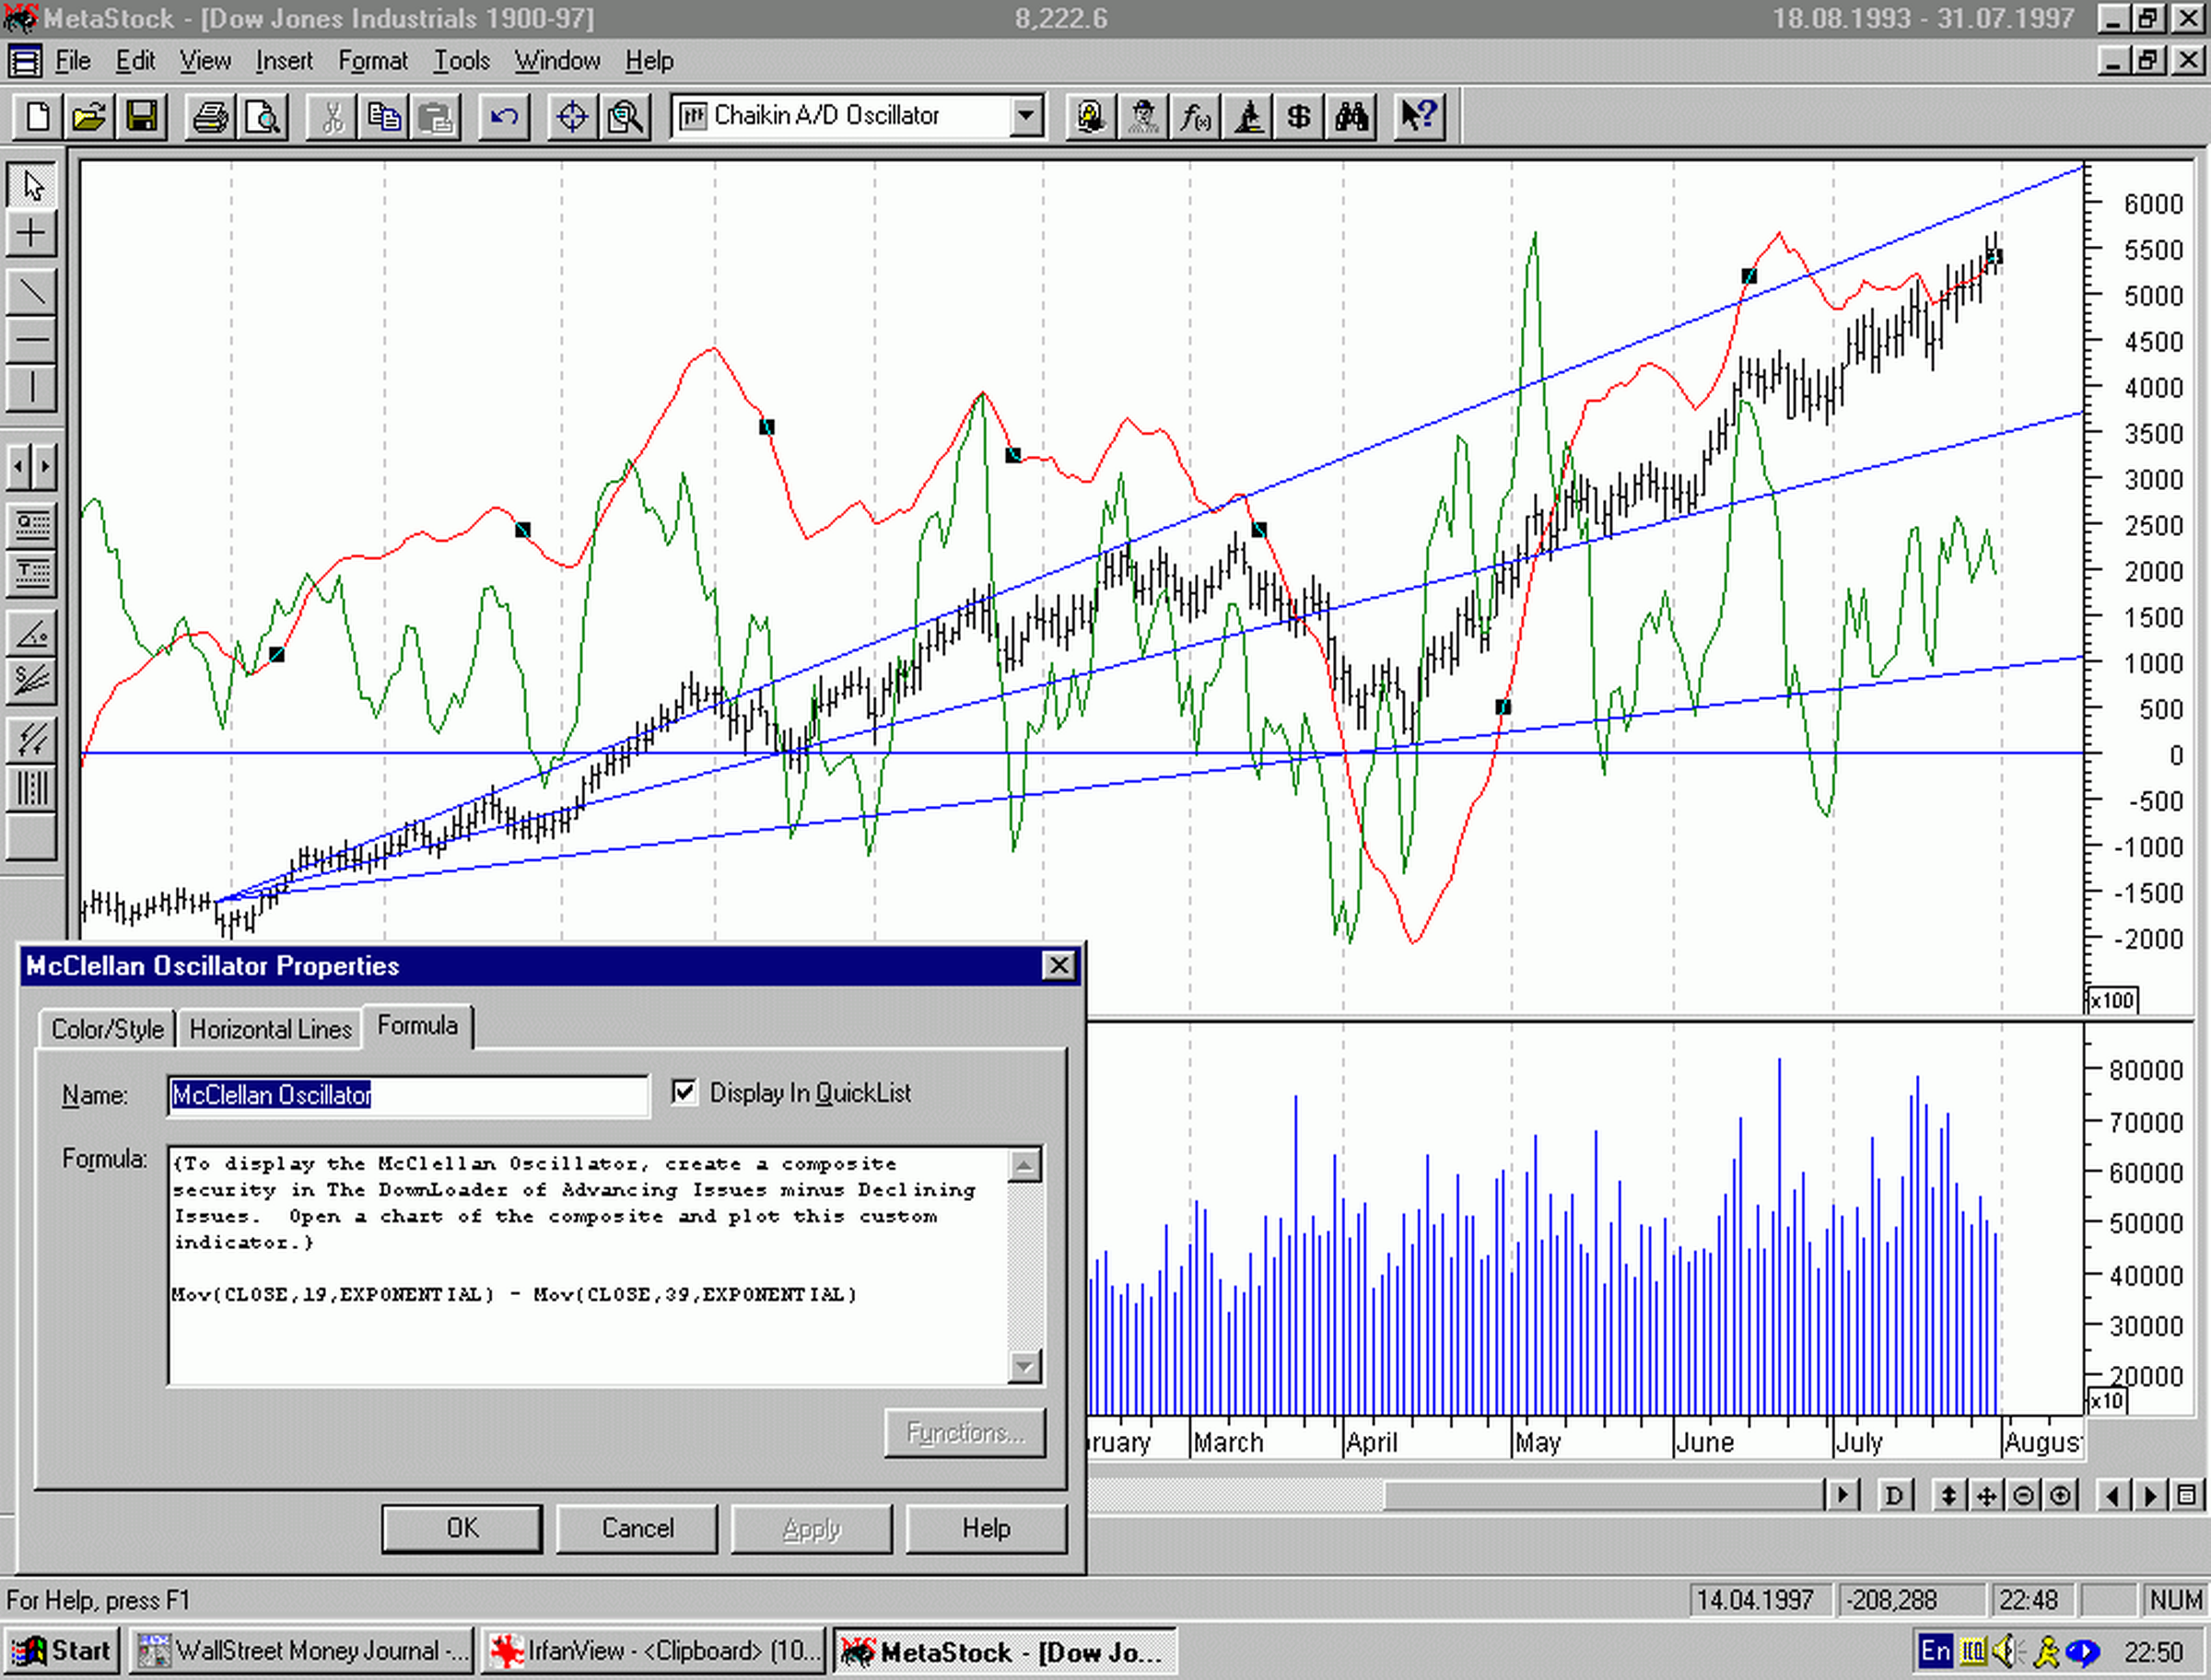 MetaStock - [Dow Jones Industrials 1900-97] 8,222.6 18.08.1993 - 31.07.1997
File Edit View Insert Format Tools Window Help
Chaikin A/D Oscillator
6000
5500
5000
4500
4000
3500
3000
2500
2000
1500
1000
500
0
-500
-1000
-1500
-2000
x100
McClellan Oscillator Properties
Color/Style Horizontal Lines Formula
Name: McClellan Oscillator Display In QuickList
Formula:
{To display the McClellan Oscillator, create a composite
security in The DownLoader of Advancing Issues minus Declining
Issues. Open a chart of the composite and plot this custom
indicator.}
Mov(CLOSE,19,EXPONENTIAL) - Mov(CLOSE,39,EXPONENTIAL)
Functions...
OK Cancel Apply Help
80000
70000
60000
50000
40000
30000
20000
x10
ruary March April May June July Augus
D
For Help, press F1 14.04.1997 -208,288 22:48 NUM
Start WallStreet Money Journal -... IrfanView - <Clipboard> (10... MetaStock - [Dow Jo... En 22:50